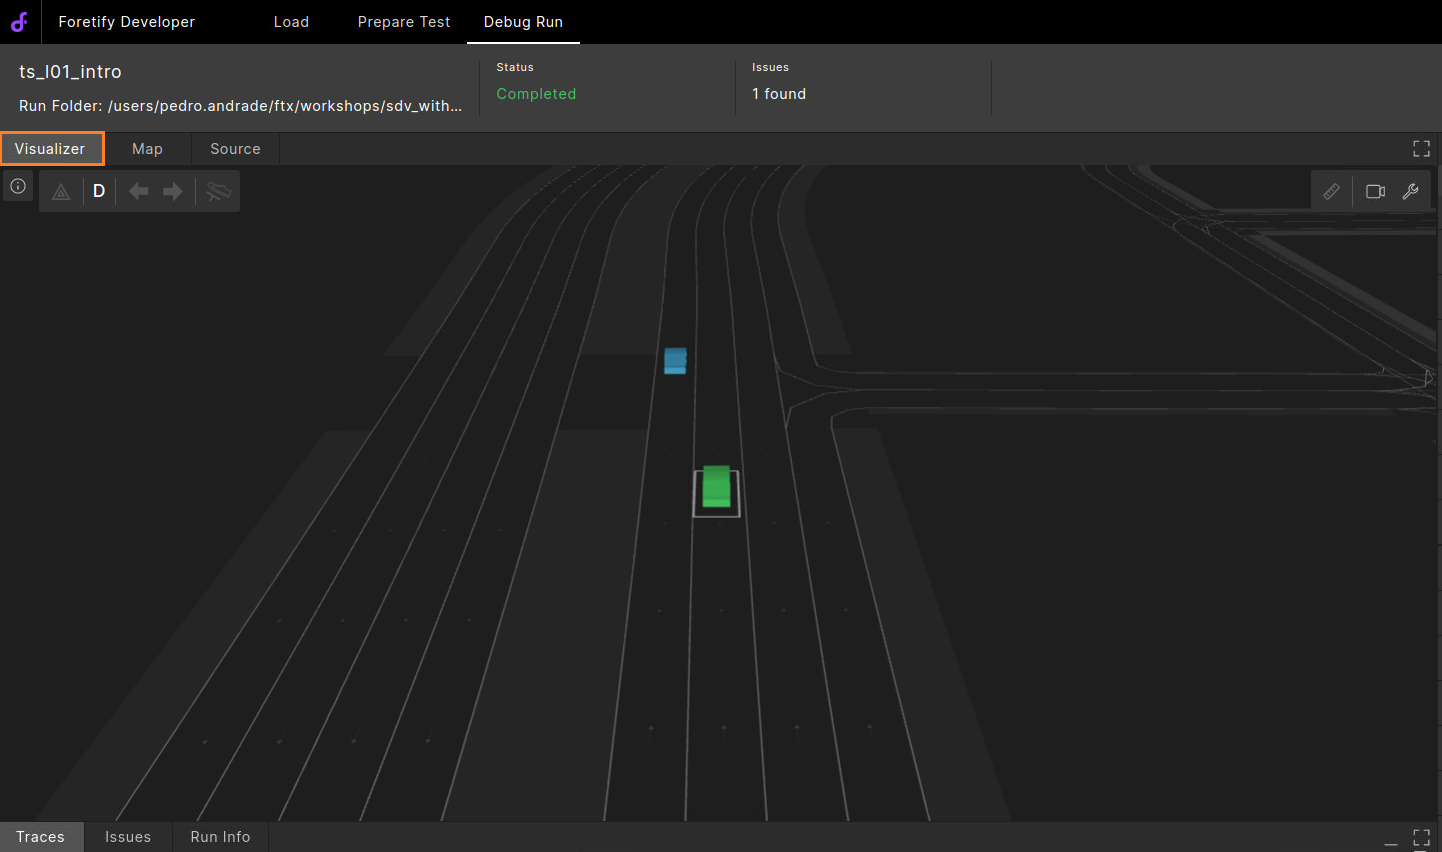 Foretify Developer
Load
Prepare Test
Debug Run
ts_l01_intro
Run Folder: /users/pedro.andrade/ftx/workshops/sdv_with...
Status
Completed
Issues
1 found
Visualizer
Map
Source
D
Traces
Issues
Run Info